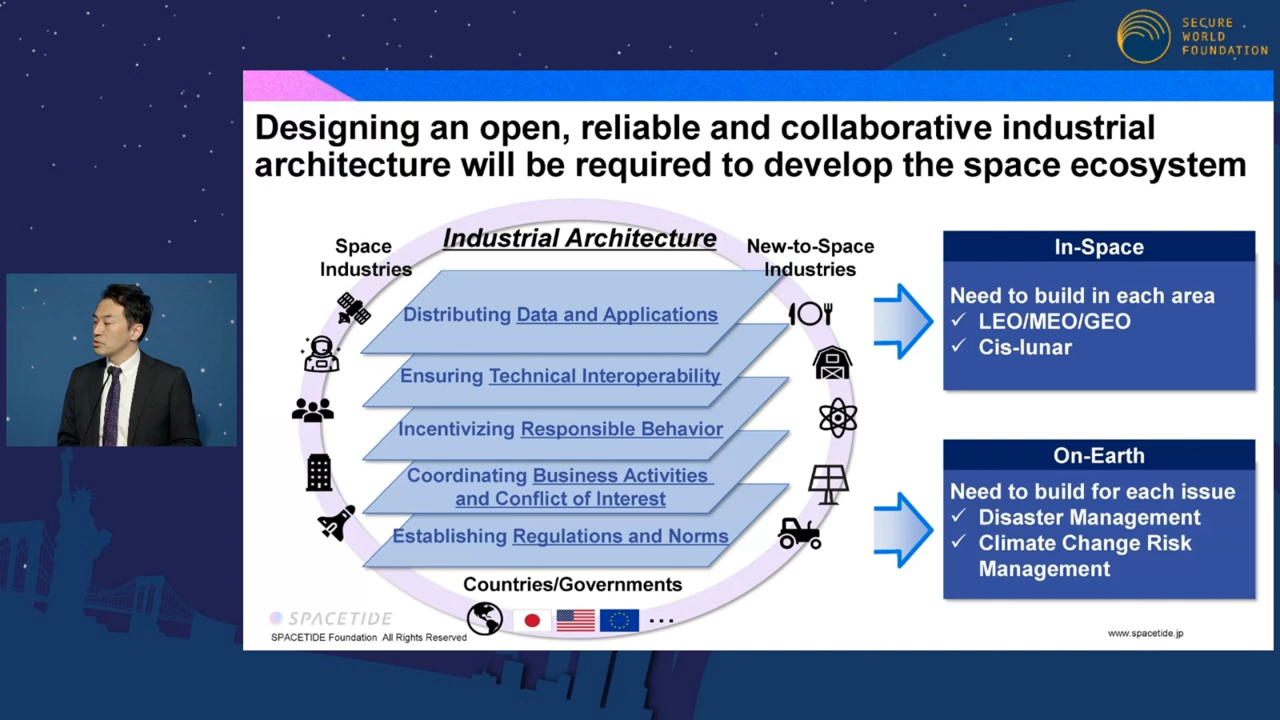 SECURE
WORLD
FOUNDATION
Designing an open, reliable and collaborative industrial
architecture will be required to develop the space ecosystem
Space
Industries
Industrial Architecture
New-to-Space
Industries
Distributing Data and Applications
Ensuring Technical Interoperability
Incentivizing Responsible Behavior
Coordinating Business Activities
and Conflict of Interest
Establishing Regulations and Norms
Countries/Governments
...
In-Space
Need to build in each area
✓ LEO/MEO/GEO
✓ Cis-lunar
On-Earth
Need to build for each issue
✓ Disaster Management
✓ Climate Change Risk
Management
SPACETIDE
SPACETIDE Foundation All Rights Reserved
www.spacetide.jp